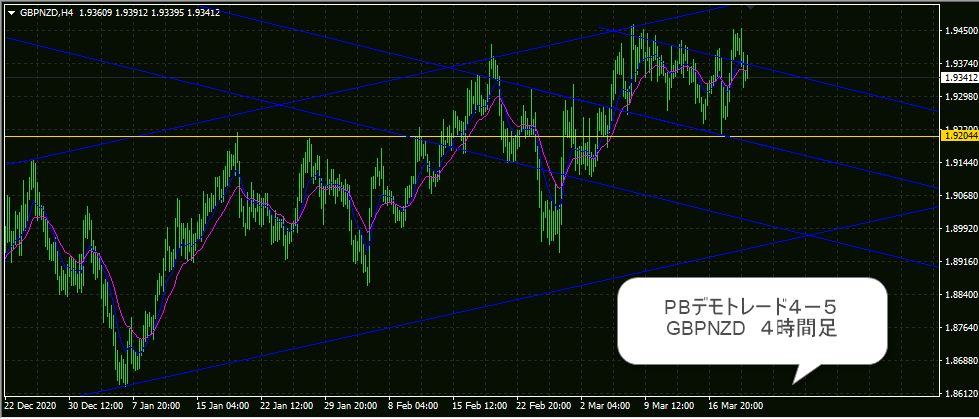 GBPNZD,H4 1.93609 1.93912 1.93395 1.93412
1.94500
1.93740
1.93412
1.92980
1.92044
1.91440
1.90680
1.89920
1.89160
1.88400
1.87640
1.86880
1.86120
PBデモトレード4ー5
GBPNZD 4時間足
22 Dec 2020
30 Dec 12:00
7 Jan 20:00
15 Jan 04:00
22 Jan 12:00
29 Jan 20:00
8 Feb 04:00
15 Feb 12:00
22 Feb 20:00
2 Mar 04:00
9 Mar 12:00
16 Mar 20:00